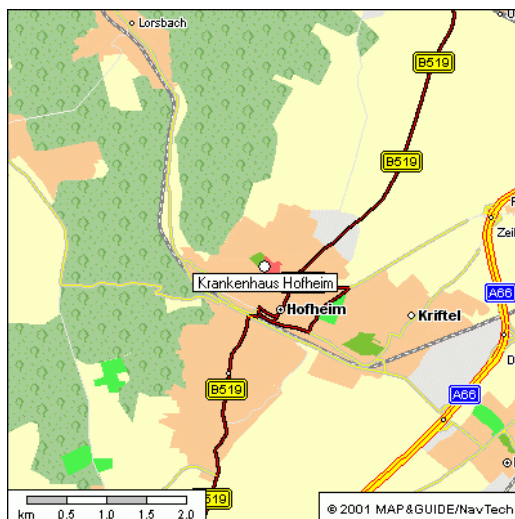 Lorsbach
B519
B519
Zeil
A66
Krankenhaus Hofheim
Hofheim
Kriftel
D
B519
A66
519
km 0.5 1.0 1.5 2.0
© 2001 MAP&GUIDE/NavTech